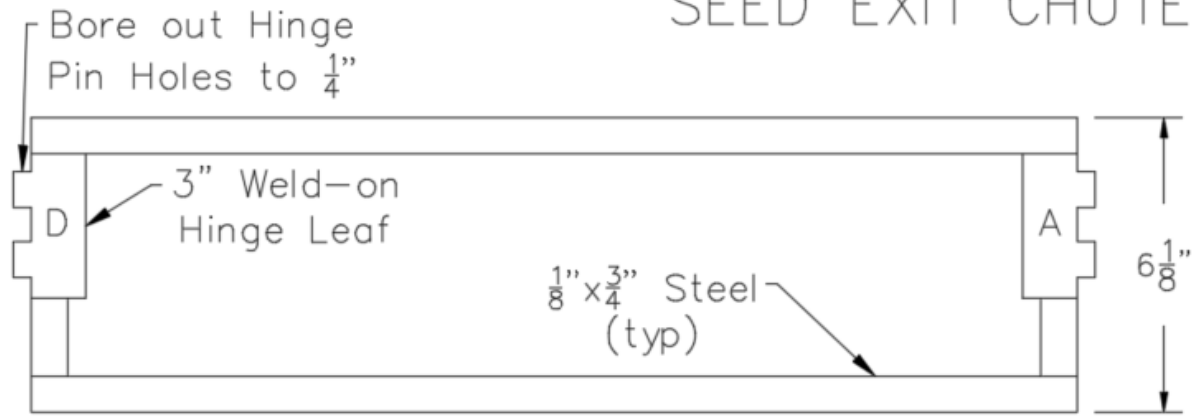 SEED EXIT CHUTE
Bore out Hinge
Pin Holes to 1/4"
3" Weld-on
Hinge Leaf
D
A
1/8"x3/4" Steel
(typ)
6 1/8"